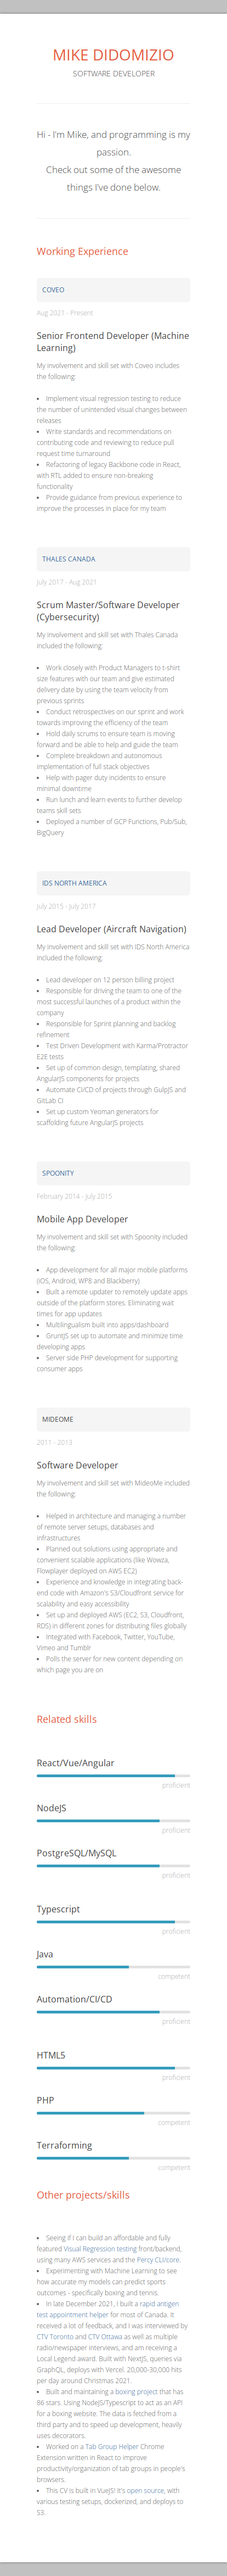 MIKE DIDOMIZIO
SOFTWARE DEVELOPER
Hi - I'm Mike, and programming is my
passion.
Check out some of the awesome
things I've done below.
Working Experience
COVEO
Aug 2021 - Present
Senior Frontend Developer (Machine
Learning)
My involvement and skill set with Coveo includes
the following:
• Implement visual regression testing to reduce
the number of unintended visual changes between
releases
• Write standards and recommendations on
contributing code and reviewing to reduce pull
request time turnaround
• Refactoring of legacy Backbone code in React,
with RTL added to ensure non-breaking
functionality
• Provide guidance from previous experience to
improve the processes in place for my team
THALES CANADA
July 2017 - Aug 2021
Scrum Master/Software Developer
(Cybersecurity)
My involvement and skill set with Thales Canada
included the following:
• Work closely with Product Managers to t-shirt
size features with our team and give estimated
delivery date by using the team velocity from
previous sprints
• Conduct retrospectives on our sprint and work
towards improving the efficiency of the team
• Hold daily scrums to ensure team is moving
forward and be able to help and guide the team
• Complete breakdown and autonomous
implementation of full stack objectives
• Help with pager duty incidents to ensure
minimal downtime
• Run lunch and learn events to further develop
teams skill sets
• Deployed a number of GCP Functions, Pub/Sub,
BigQuery
IDS NORTH AMERICA
July 2015 - July 2017
Lead Developer (Aircraft Navigation)
My involvement and skill set with IDS North America
included the following:
• Lead developer on 12 person billing project
• Responsible for driving the team to one of the
most successful launches of a product within the
company
• Responsible for Sprint planning and backlog
refinement
• Test Driven Development with Karma/Protractor
E2E tests
• Set up of common design, templating, shared
AngularJS components for projects
• Automate CI/CD of projects through GulpJS and
GitLab CI
• Set up custom Yeoman generators for
scaffolding future AngularJS projects
SPOONITY
February 2014 - July 2015
Mobile App Developer
My involvement and skill set with Spoonity included
the following:
• App development for all major mobile platforms
(iOS, Android, WP8 and Blackberry)
• Built a remote updater to remotely update apps
outside of the platform stores. Eliminating wait
times for app updates
• Multilingualism built into apps/dashboard
• GruntJS set up to automate and minimize time
developing apps
• Server side PHP development for supporting
consumer apps
MIDEOME
2011 - 2013
Software Developer
My involvement and skill set with MideoMe included
the following:
• Helped in architecture and managing a number
of remote server setups, databases and
infrastructures
• Planned out solutions using appropriate and
convenient scalable applications (like Wowza,
Flowplayer deployed on AWS EC2)
• Experience and knowledge in integrating back-
end code with Amazon's S3/Cloudfront service for
scalability and easy accessibility
• Set up and deployed AWS (EC2, S3, Cloudfront,
RDS) in different zones for distributing files globally
• Integrated with Facebook, Twitter, YouTube,
Vimeo and Tumblr
• Polls the server for new content depending on
which page you are on
Related skills
React/Vue/Angular
proficient
NodeJS
proficient
PostgreSQL/MySQL
proficient
Typescript
proficient
Java
competent
Automation/CI/CD
proficient
HTML5
proficient
PHP
competent
Terraforming
competent
Other projects/skills
• Seeing if I can build an affordable and fully
featured Visual Regression testing front/backend,
using many AWS services and the Percy CLI/core.
• Experimenting with Machine Learning to see
how accurate my models can predict sports
outcomes - specifically boxing and tennis.
• In late December 2021, I built a rapid antigen
test appointment helper for most of Canada. It
received a lot of feedback, and I was interviewed by
CTV Toronto and CTV Ottawa as well as multiple
radio/newspaper interviews, and am receiving a
Local Legend award. Built with NextJS, queries via
GraphQL, deploys with Vercel. 20,000-30,000 hits
per day around Christmas 2021.
• Built and maintaining a boxing project that has
86 stars. Using NodeJS/Typescript to act as an API
for a boxing website. The data is fetched from a
third party and to speed up development, heavily
uses decorators.
• Worked on a Tab Group Helper Chrome
Extension written in React to improve
productivity/organization of tab groups in people's
browsers.
• This CV is built in VueJS! It's open source, with
various testing setups, dockerized, and deploys to
S3.